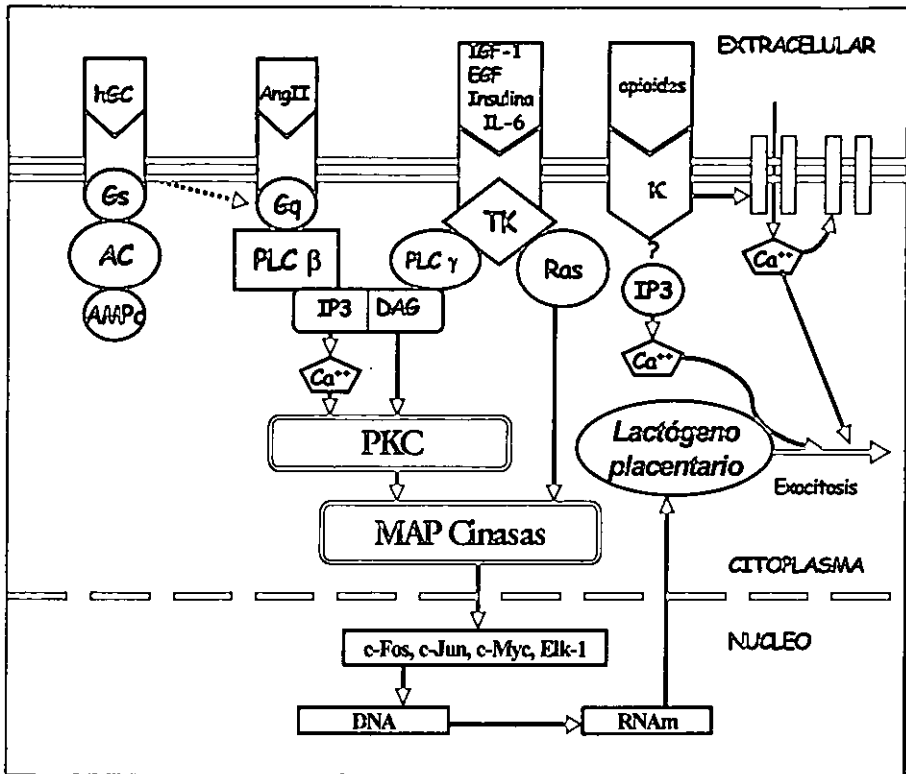 EXTRACELULAR
hGC
AngII
IGF-1
EGF
Insulina
IL-6
opioides
Gs
Gq
TK
K
AC
PLC β
PLC γ
Ras
?
Ca++
AMPc
IP3
DAG
IP3
Ca++
Ca++
PKC
Lactógeno
placentario
Exocitosis
MAP Cinasas
CITOPLASMA
NUCLEO
c-Fos, c-Jun, c-Myc, Elk-1
DNA
RNAm